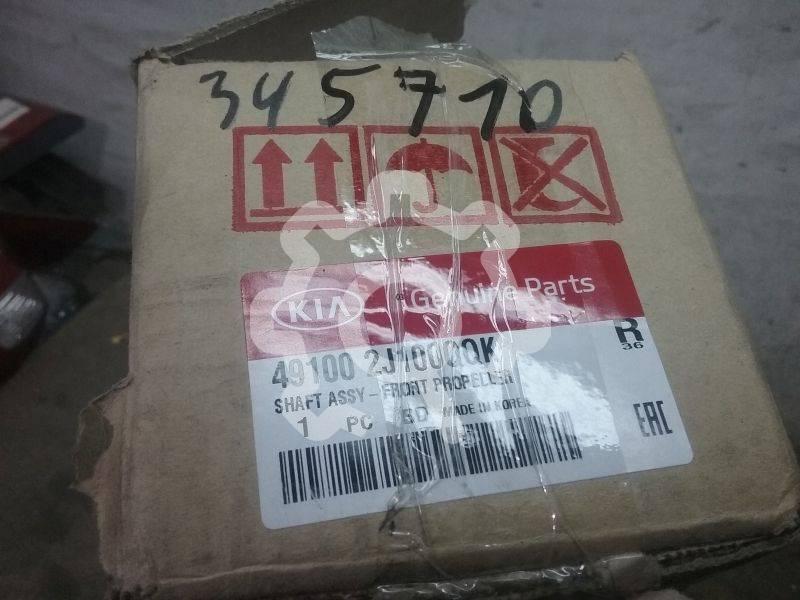 345710
KIA Genuine Parts
49100 2J1000QK
R
36
SHAFT ASSY-FRONT PROPELLER
1 PC MADE IN KOREA
EAC